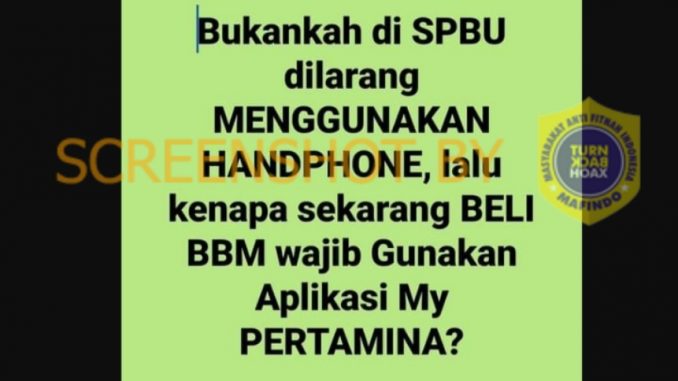 Bukankah di SPBU
dilarang
MENGGUNAKAN
HANDPHONE, lalu
kenapa sekarang BELI
BBM wajib Gunakan
Aplikasi My
PERTAMINA?
SCREENSHOT BY
MASYARAKAT ANTI FITNAH INDONESIA
TURN
BACK
HOAX
MAFINDO